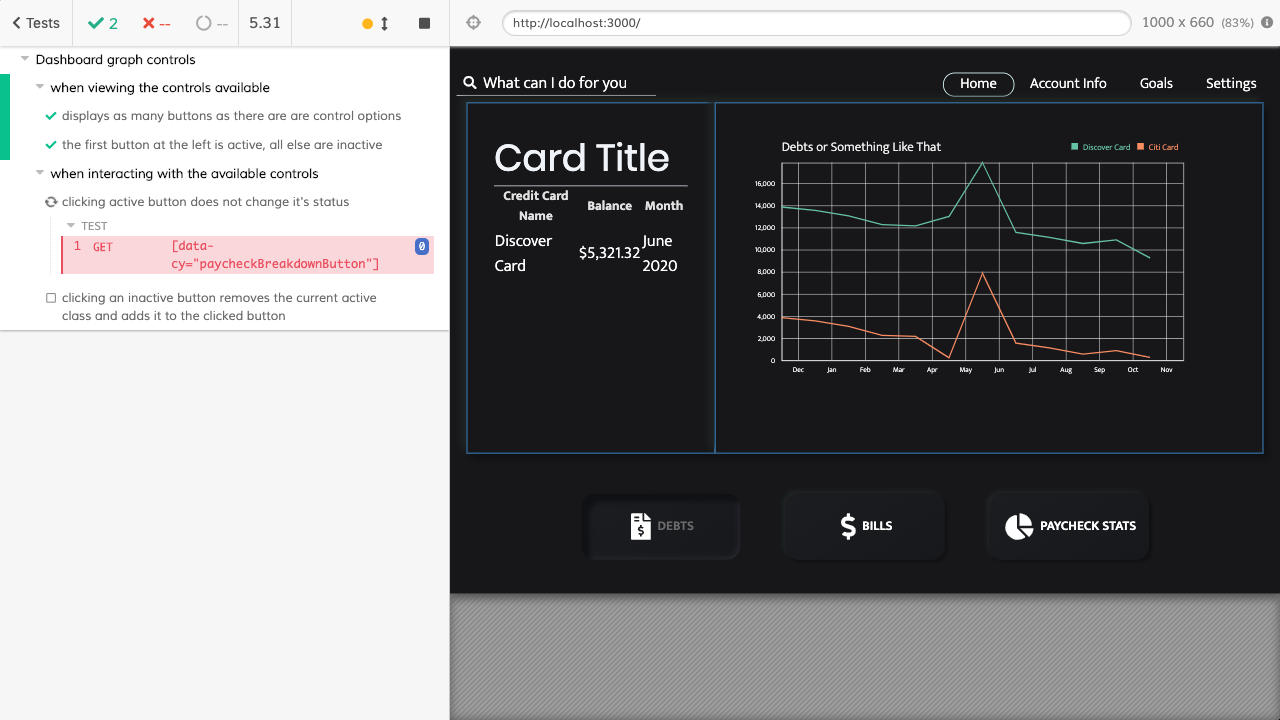 Tests
2
--
--
5.31
http://localhost:3000/
1000 x 660 (83%)
Dashboard graph controls
when viewing the controls available
displays as many buttons as there are are control options
the first button at the left is active, all else are inactive
when interacting with the available controls
clicking active button does not change it's status
TEST
1 GET [data-
cy="paycheckBreakdownButton"]
0
clicking an inactive button removes the current active
class and adds it to the clicked button
What can I do for you
Home
Account Info
Goals
Settings
Card Title
Credit Card
Name
Balance
Month
Discover
Card
$5,321.32
June
2020
Debts or Something Like That
Discover Card
Citi Card
16,000
14,000
12,000
10,000
8,000
6,000
4,000
2,000
0
Dec Jan Feb Mar Apr May Jun Jul Aug Sep Oct Nov
DEBTS
BILLS
PAYCHECK STATS